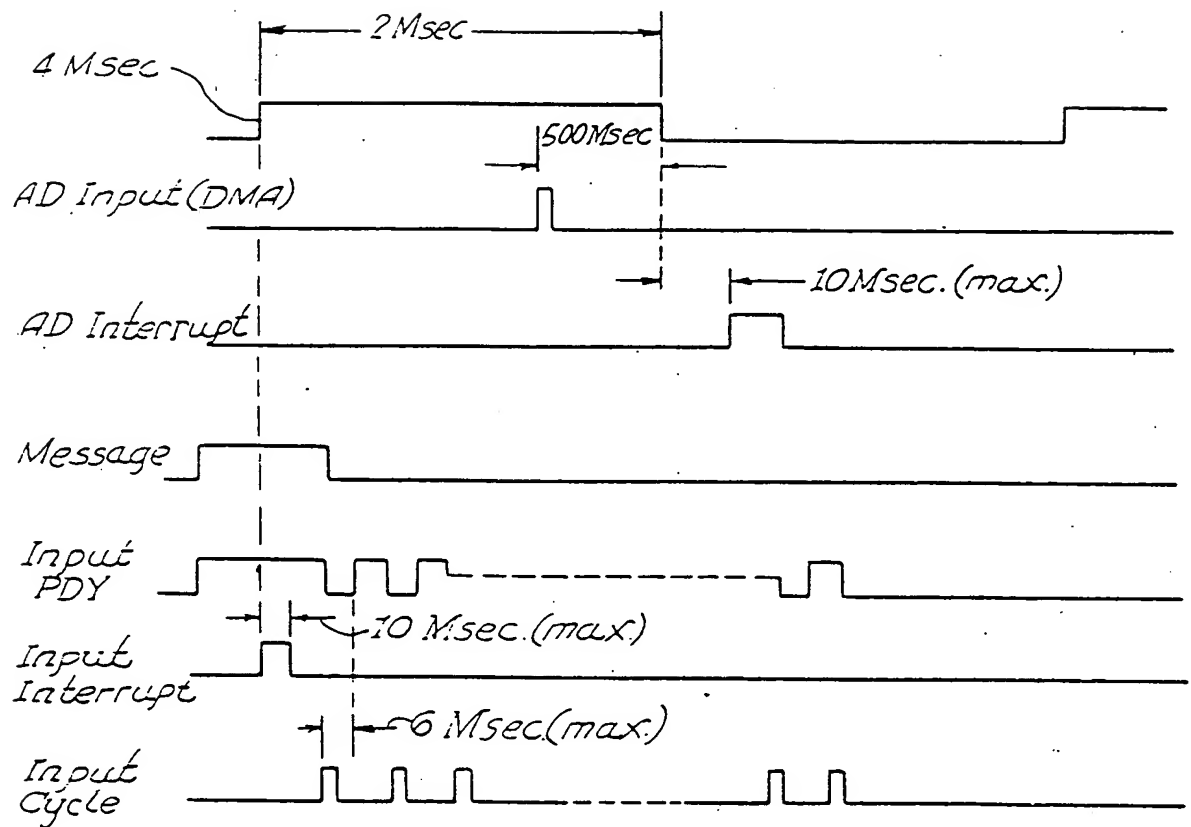 2 Msec
4 Msec
500 Msec
AD Input (DMA)
10 Msec. (max.)
AD Interrupt
Message
Input
PDY
10 Msec. (max.)
Input
Interrupt
6 Msec. (max.)
Input
Cycle